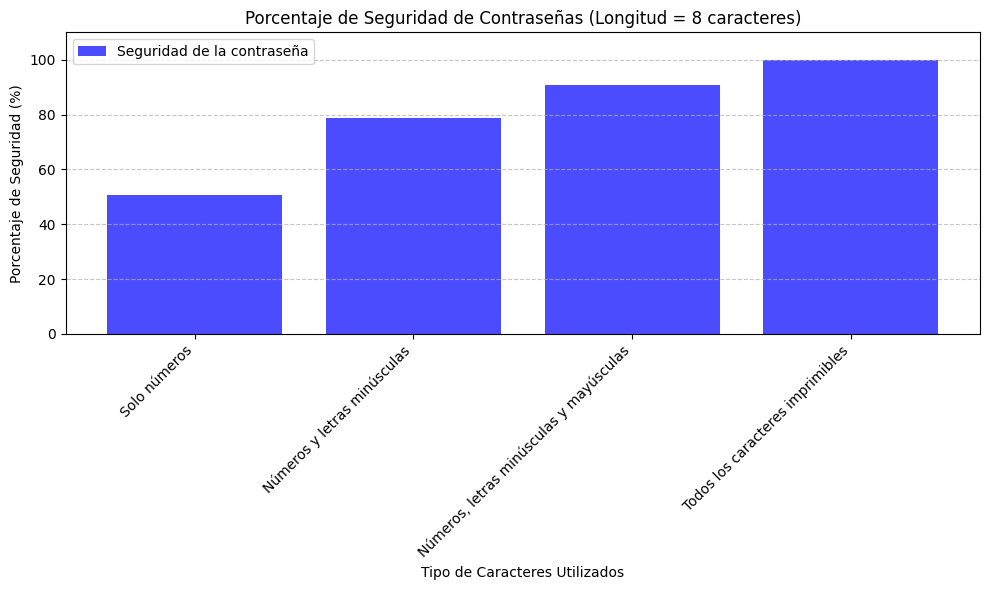 Porcentaje de Seguridad de Contraseñas (Longitud = 8 caracteres)
Seguridad de la contraseña
Porcentaje de Seguridad (%)
100
80
60
40
20
0
Solo números
Números y letras minúsculas
Números, letras minúsculas y mayúsculas
Todos los caracteres imprimibles
Tipo de Caracteres Utilizados